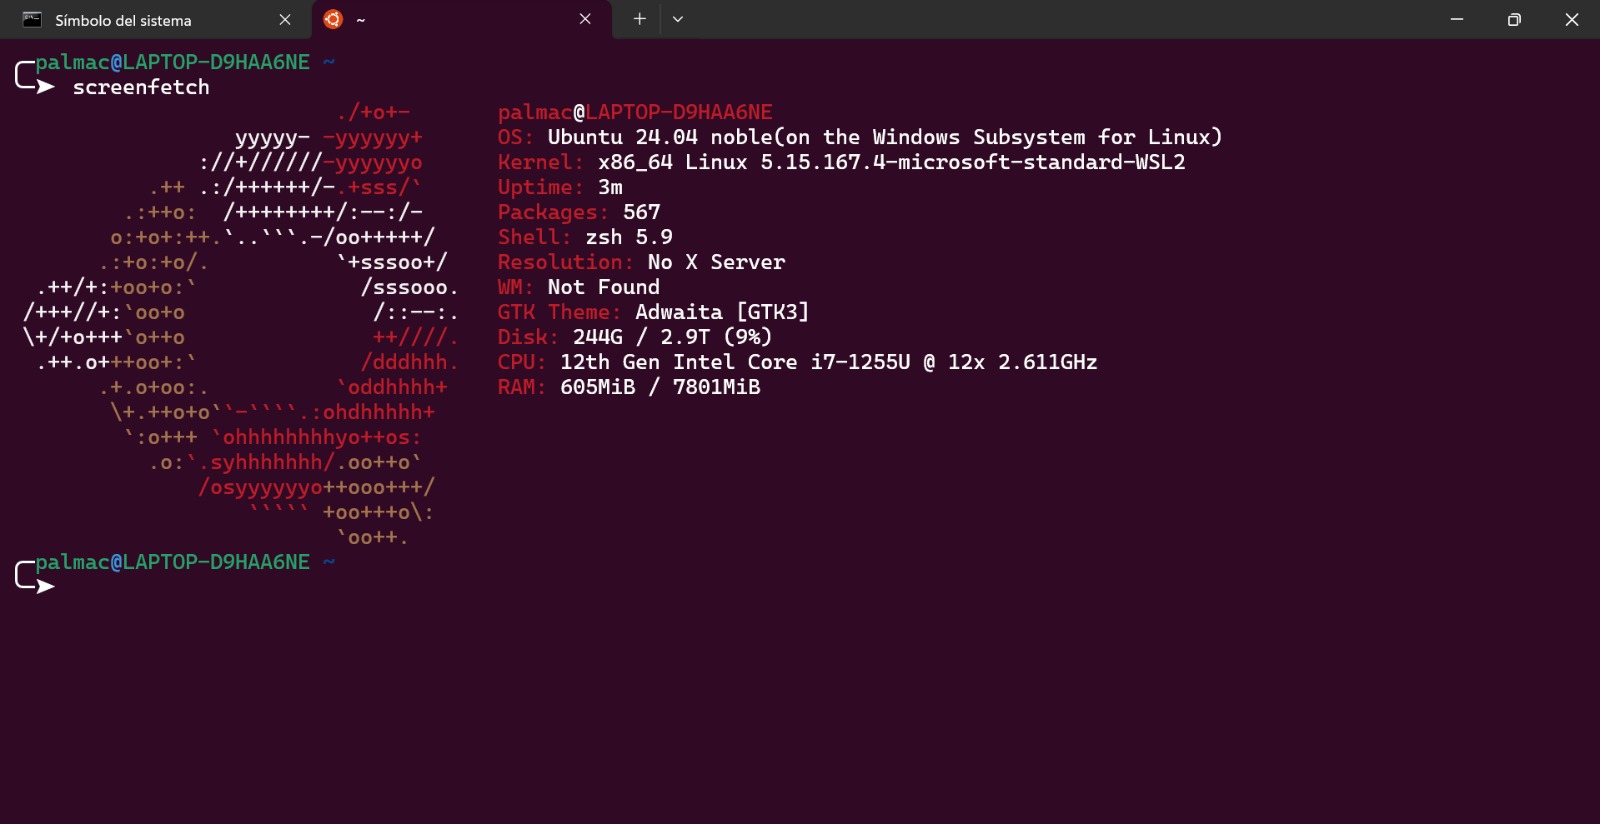 Símbolo del sistema
~
palmac@LAPTOP-D9HAA6NE ~
screenfetch
./+o+-       palmac@LAPTOP-D9HAA6NE
yyyyy- -yyyyyy+      OS: Ubuntu 24.04 noble(on the Windows Subsystem for Linux)
://+//////-yyyyyyo      Kernel: x86_64 Linux 5.15.167.4-microsoft-standard-WSL2
.++ .:/++++++/-.+sss/`      Uptime: 3m
.:++o:  /++++++++/:--:/-      Packages: 567
o:+o+:++.`..```.-/oo+++++/     Shell: zsh 5.9
.:+o:+o/.          `+sssoo+/    Resolution: No X Server
.++/+:+oo+o:`             /sssooo.   WM: Not Found
/+++//+:`oo+o               /::--:.   GTK Theme: Adwaita [GTK3]
\+/+o+++`o++o               ++////.   Disk: 244G / 2.9T (9%)
.++.o+++oo+:`             /dddhhh.   CPU: 12th Gen Intel Core i7-1255U @ 12x 2.611GHz
.+.o+oo:.          `oddhhhh+    RAM: 605MiB / 7801MiB
\+.++o+o``-````.:ohdhhhhh+
`:o+++ `ohhhhhhhhyo++os:
.o:`.syhhhhhhh/.oo++o`
/osyyyyyyo++ooo+++/
````` +oo+++o\:
`oo++.
palmac@LAPTOP-D9HAA6NE ~